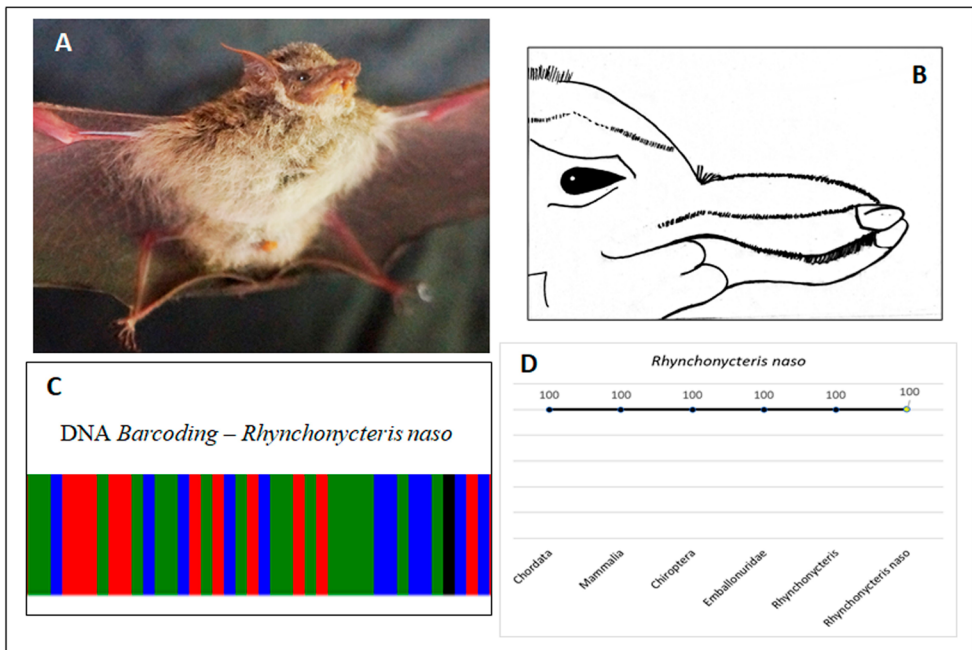 A
B
C
DNA Barcoding – Rhynchonycteris naso
D
Rhynchonycteris naso
100 100 100 100 100 100
Chordata
Mammalia
Chiroptera
Emballonuridae
Rhynchonycteris
Rhynchonycteris naso